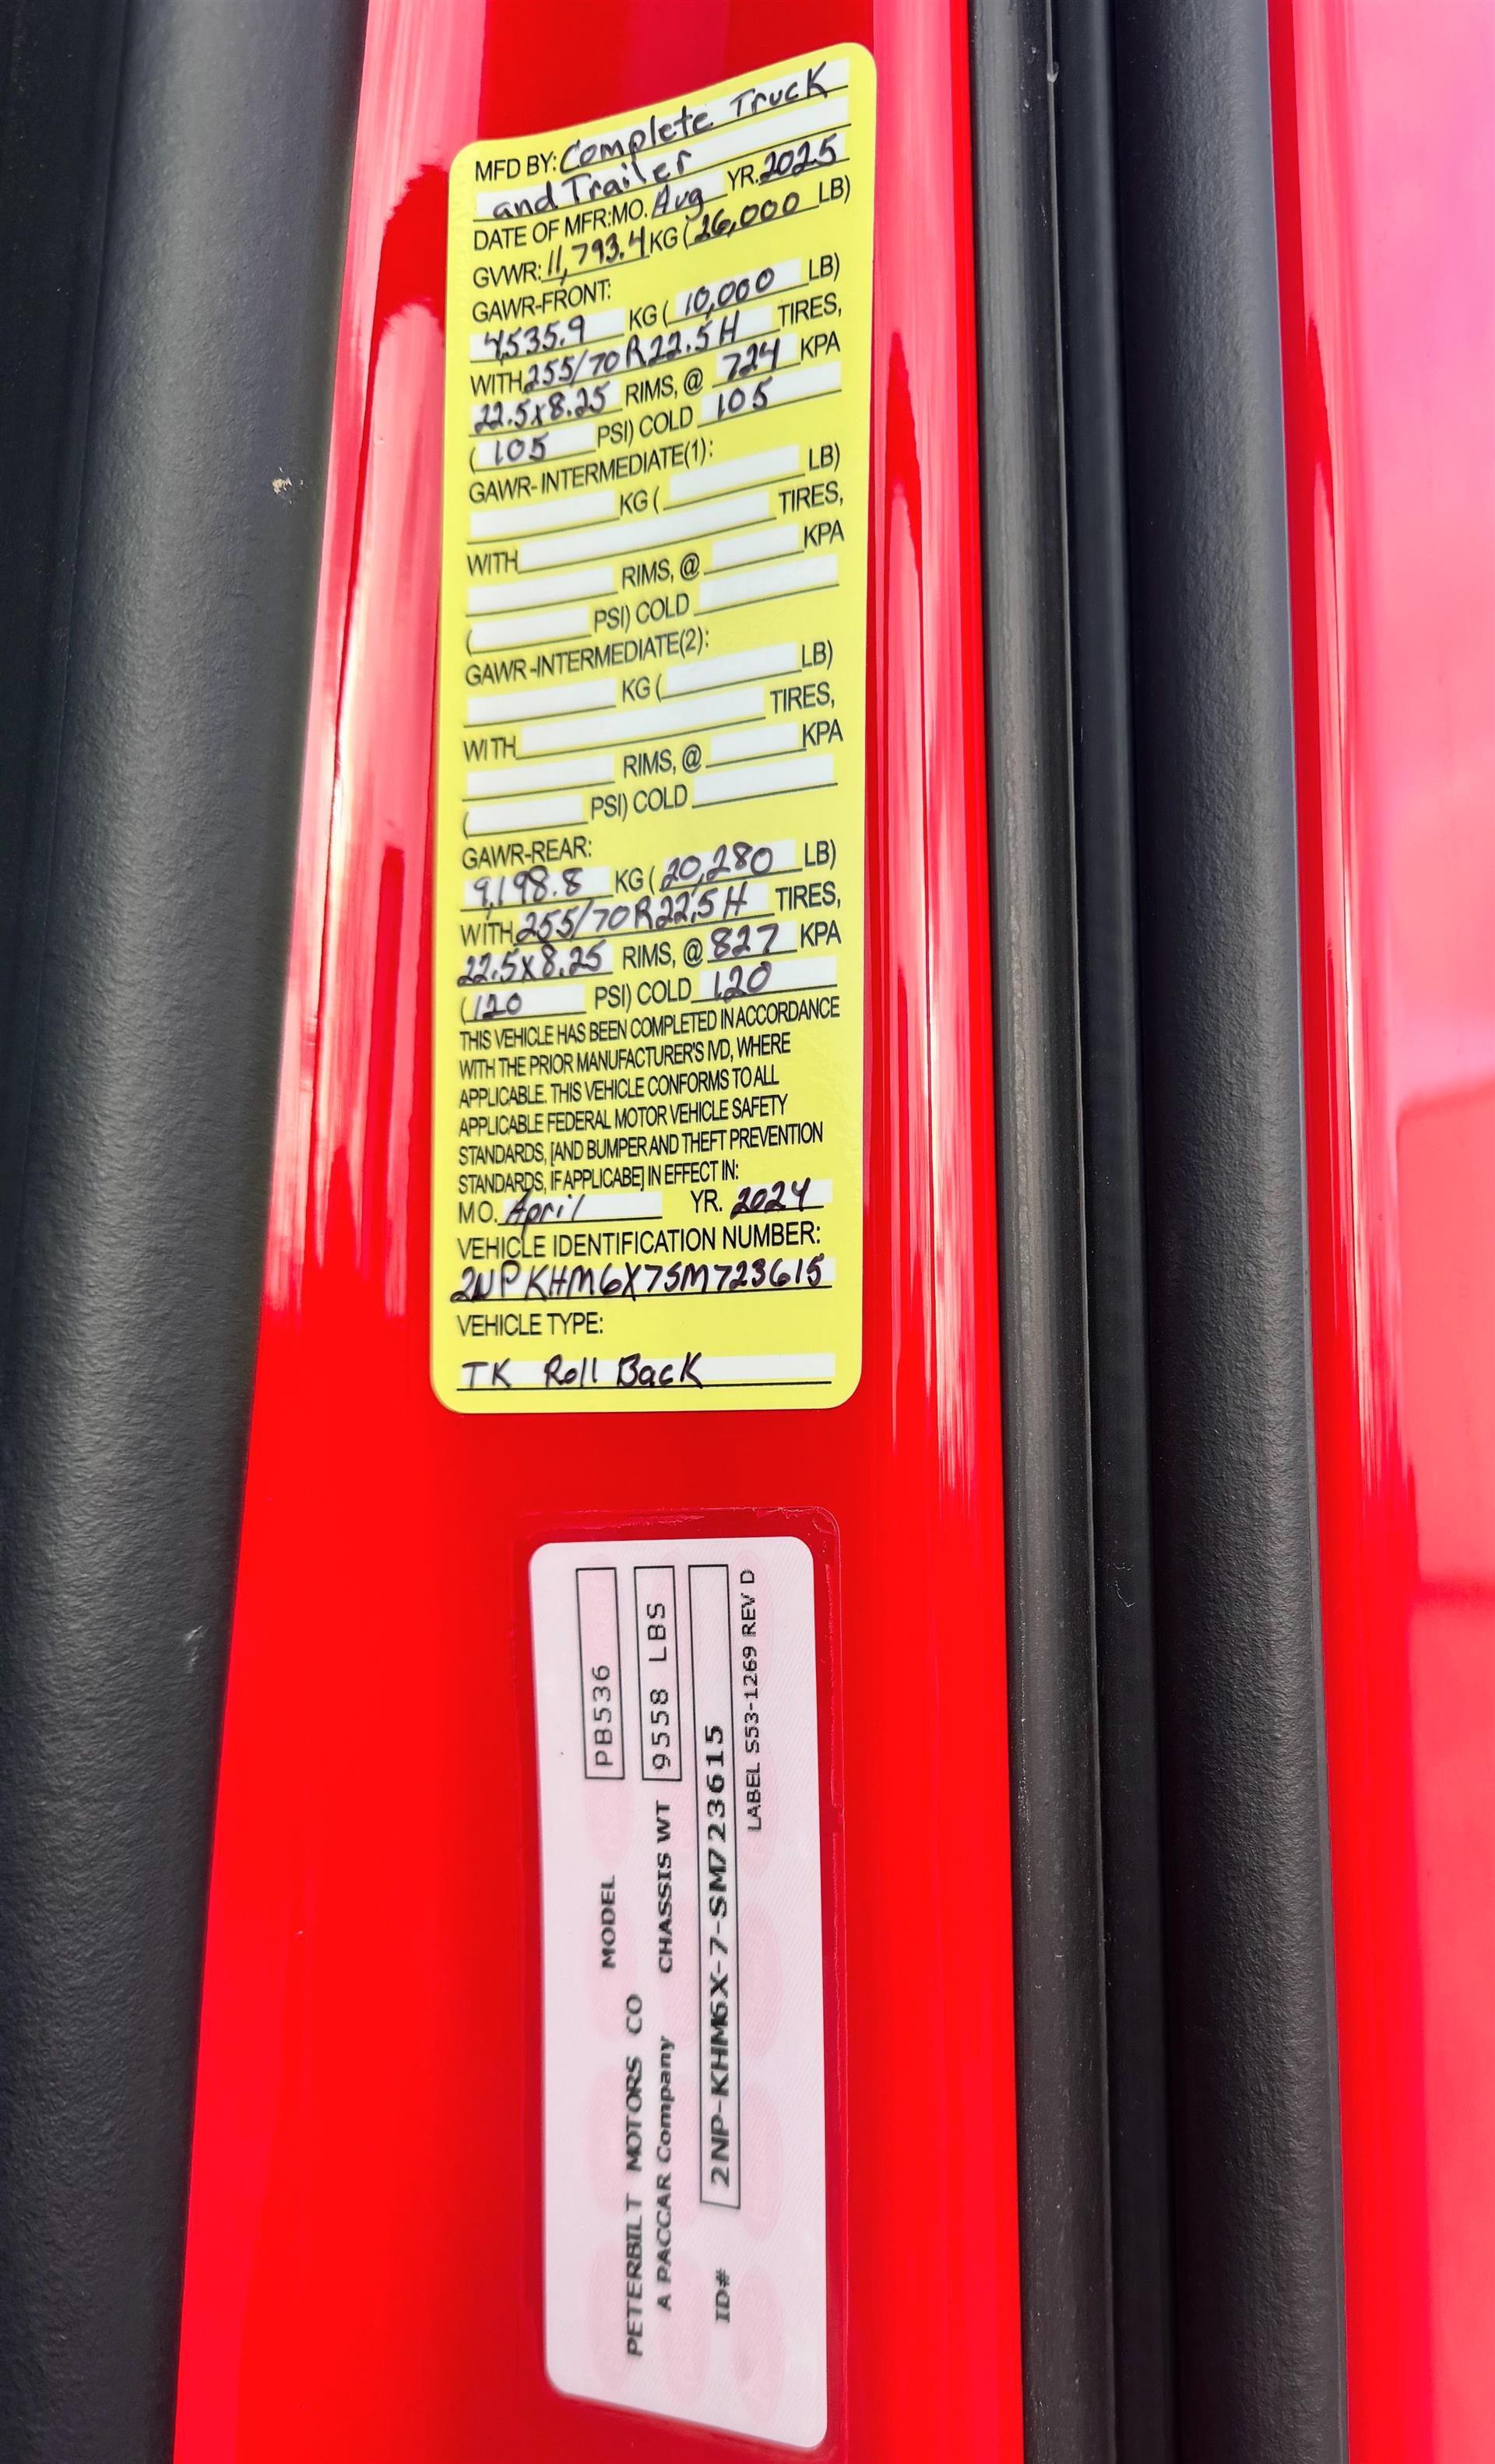 MFD BY: Complete Truck
and Trailer
DATE OF MFR:MO. Aug YR. 2025
GVWR: 11,793.4 KG (26,000 LB)
GAWR-FRONT:
4,535.9 KG ( 10,000 LB)
WITH 255/70R22.5H TIRES,
22.5x8.25 RIMS, @ 724 KPA
( 105 PSI) COLD 105
GAWR- INTERMEDIATE(1):
KG ( LB)
WITH TIRES,
RIMS, @ KPA
( PSI) COLD
GAWR-INTERMEDIATE(2):
KG ( LB)
WITH TIRES,
RIMS, @ KPA
( PSI) COLD
GAWR-REAR:
9,198.8 KG ( 20,280 LB)
WITH 255/70R22.5H TIRES,
22.5x8.25 RIMS, @ 827 KPA
(120 PSI) COLD 120
THIS VEHICLE HAS BEEN COMPLETED IN ACCORDANCE
WITH THE PRIOR MANUFACTURER'S IVD, WHERE
APPLICABLE. THIS VEHICLE CONFORMS TO ALL
APPLICABLE FEDERAL MOTOR VEHICLE SAFETY
STANDARDS, [AND BUMPER AND THEFT PREVENTION
STANDARDS, IF APPLICABE] IN EFFECT IN:
MO. April YR. 2024
VEHICLE IDENTIFICATION NUMBER:
2NPKHM6X7SM723615
VEHICLE TYPE:
TK Roll Back
MODEL PB536
PETERBILT MOTORS CO
A PACCAR Company CHASSIS WT 9558 LBS
ID# 2NP-KHM6X-7-SM723615
LABEL S53-1269 REV D